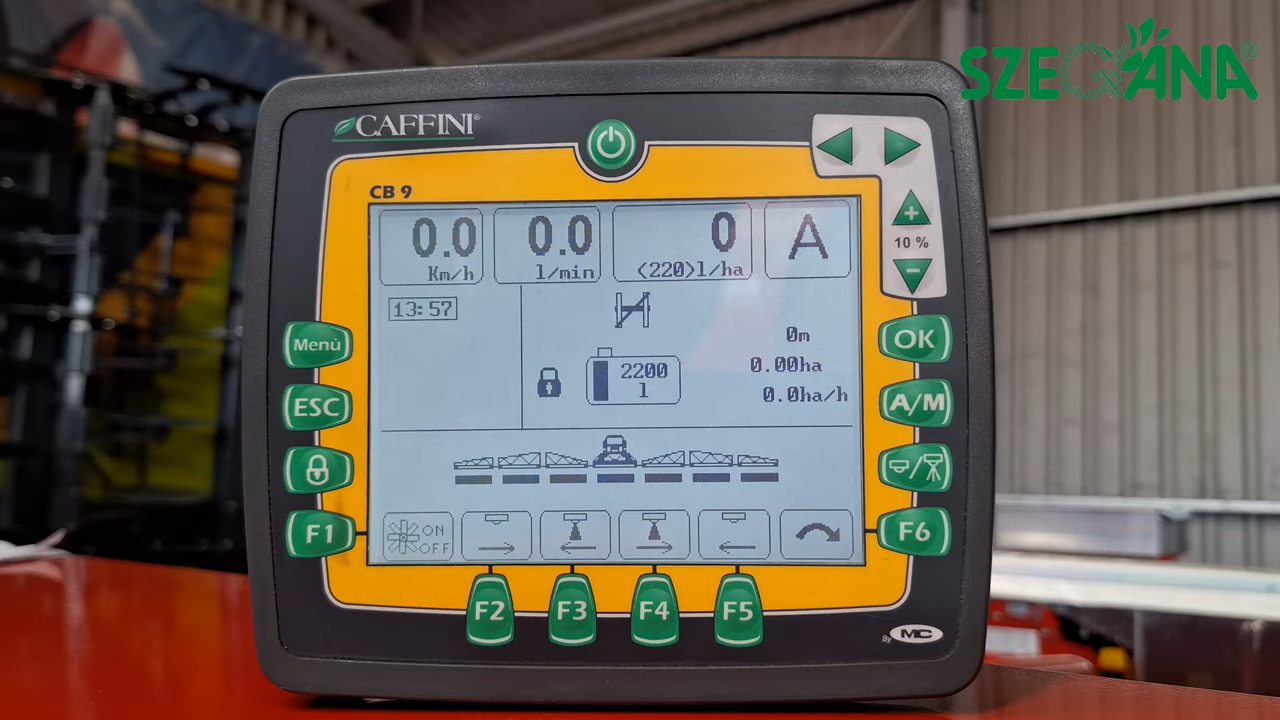 SZEGANA®
CAFFINI®
CB 9
0.0 Km/h
0.0 l/min
0 (220)l/ha
A
10 %
13:57
0m
2200 l
0.00ha
0.0ha/h
Menù
ESC
F1
OK
A/M
F6
ON
OFF
F2
F3
F4
F5
By MC